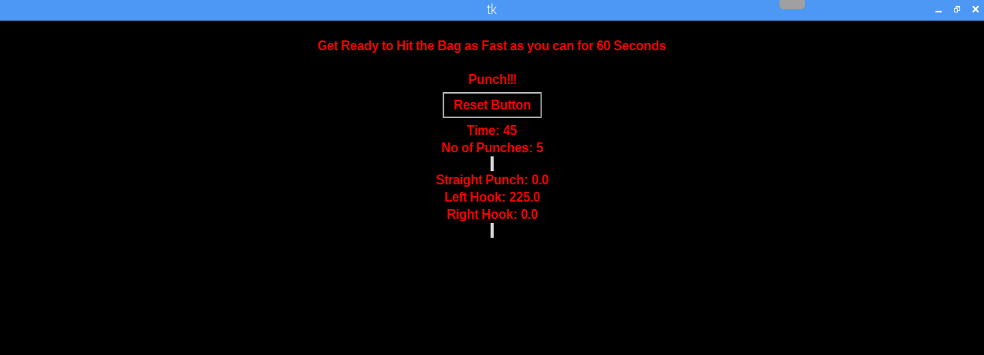 tk
Get Ready to Hit the Bag as Fast as you can for 60 Seconds
Punch!!!
Reset Button
Time: 45
No of Punches: 5
Straight Punch: 0.0
Left Hook: 225.0
Right Hook: 0.0